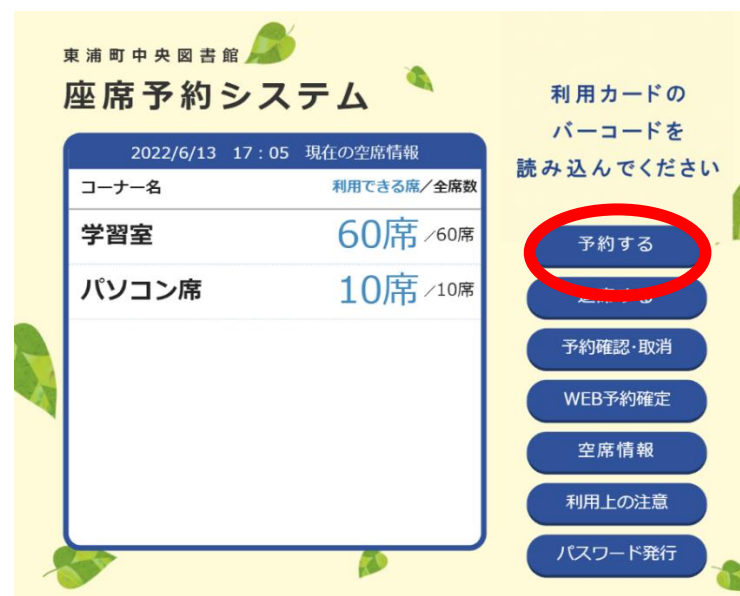 東浦町中央図書館
座席予約システム
2022/6/13 17：05 現在の空席情報
コーナー名 利用できる席／全席数
学習室 60席／60席
パソコン席 10席／10席
利用カードの
バーコードを
読み込んでください
予約する
する
予約確認・取消
WEB予約確定
空席情報
利用上の注意
パスワード発行